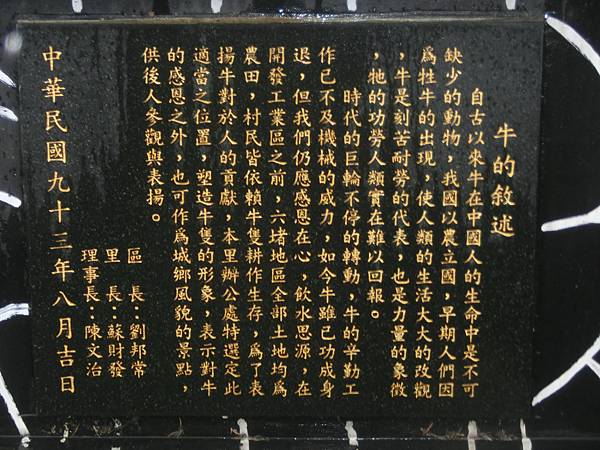 牛的敘述
自古以來牛在中國人的生命中是不可
缺少的動物，我國以農立國，早期人們因
為牲牛的出現，使人類的生活大大的改觀
，牛是刻苦耐勞的代表，也是力量的象徵
，牠的功勞人類實在難以回報。
時代的巨輪不停的轉動，牛的辛勤工
作已不及機械的威力，如今牛雖已功成身
退，但我們仍應感恩在心，飲水思源，在
開發工業區之前，六堵地區全部土地均為
農田，村民皆依賴牛隻耕作生存，為了表
揚牛對於人的貢獻，本里辦公處特選定此
適當之位置，塑造牛隻的形象，表示對牛
的感恩之外，也可作為城鄉風貌的景點，
供後人參觀與表揚。
區長：劉邦常
里長：蘇財發
理事長：陳文治
中華民國九十三年八月吉日